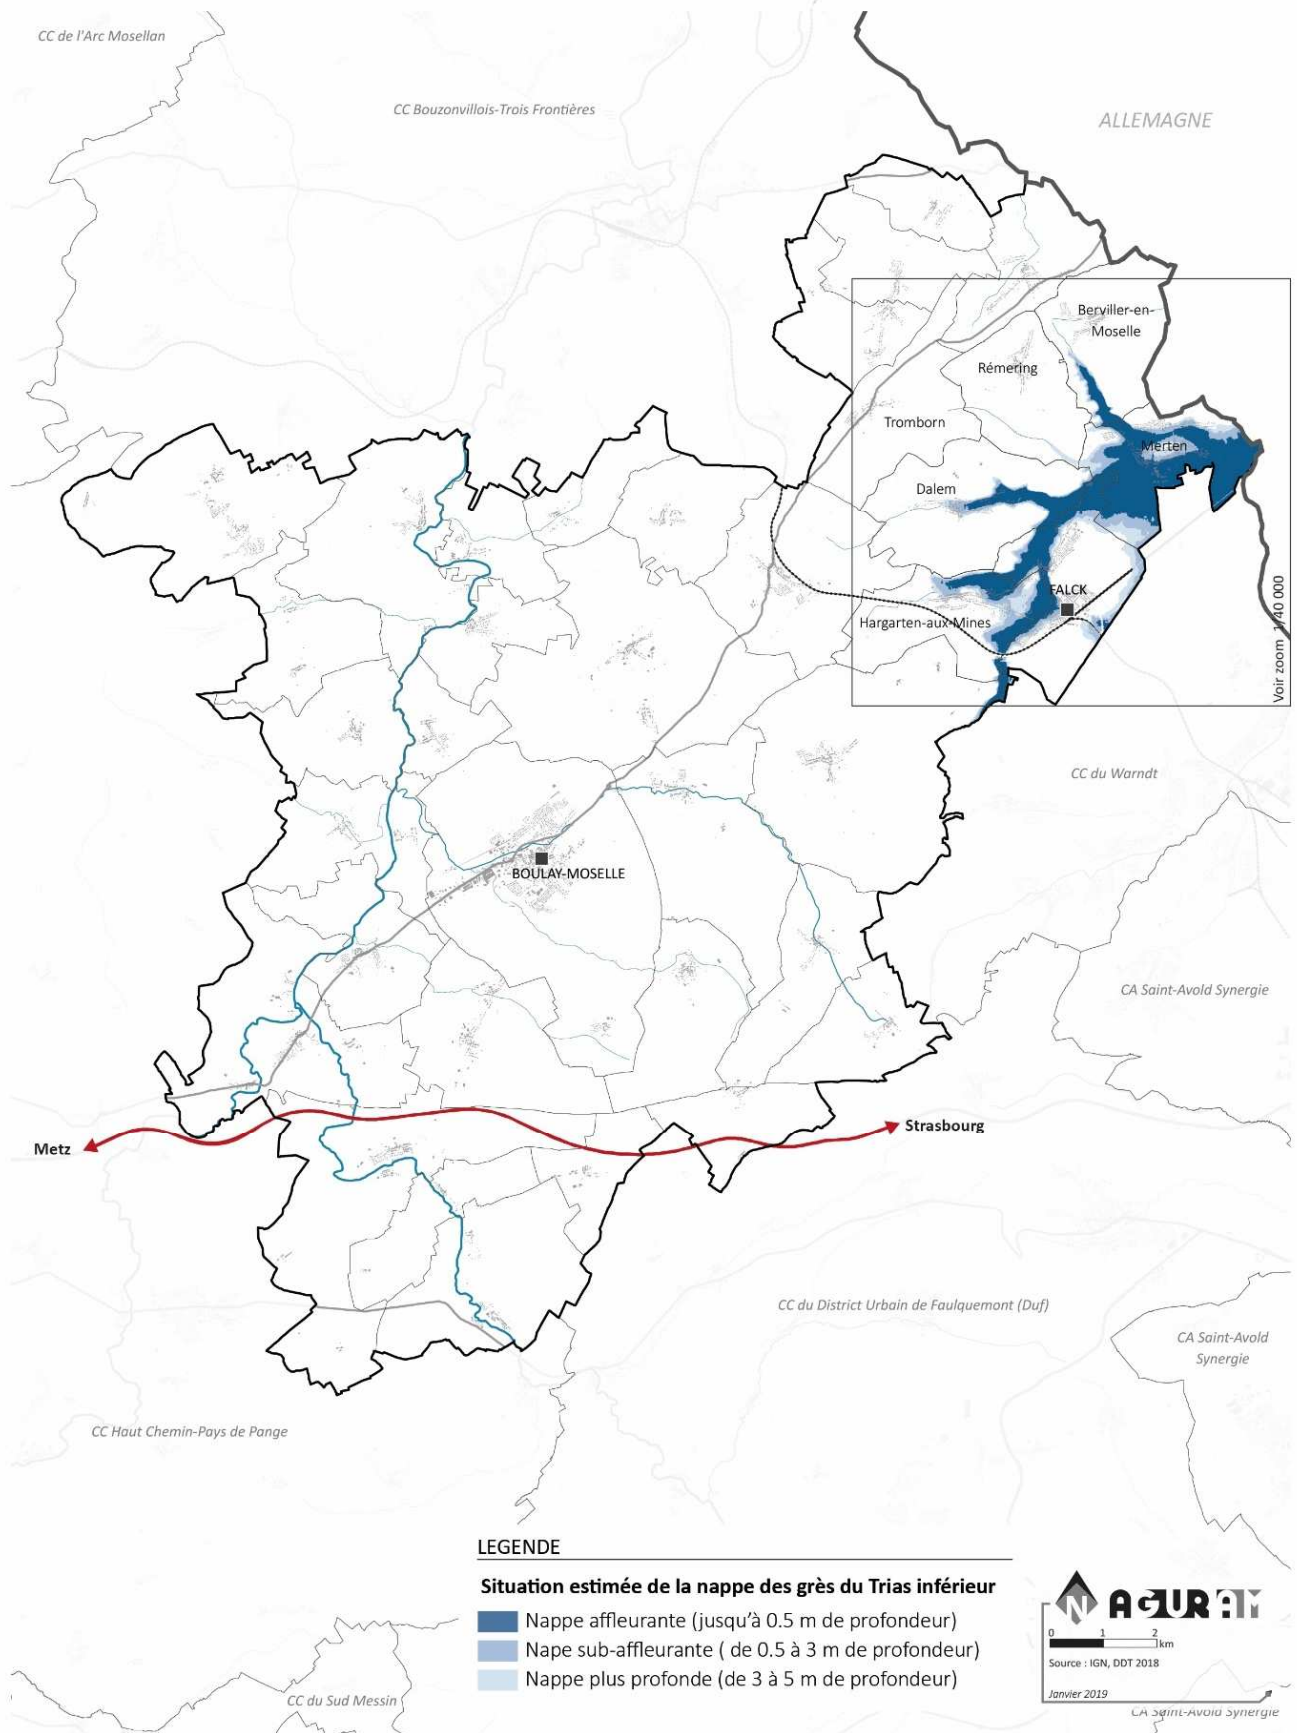 CC de l'Arc Mosellan
CC Bouzonvillois-Trois Frontières
ALLEMAGNE
Berviller-en-
Moselle
Rémering
Tromborn
Merten
Dalem
FALCK
Hargarten-aux-Mines
Voir zoom 1/40 000
CC du Warndt
BOULAY-MOSELLE
CA Saint-Avold Synergie
Metz
Strasbourg
CC du District Urbain de Faulquemont (Duf)
CA Saint-Avold
Synergie
CC Haut Chemin-Pays de Pange
LEGENDE
Situation estimée de la nappe des grès du Trias inférieur
Nappe affleurante (jusqu'à 0.5 m de profondeur)
Nape sub-affleurante ( de 0.5 à 3 m de profondeur)
Nappe plus profonde (de 3 à 5 m de profondeur)
N AGURAM
0 1 2
km
Source : IGN, DDT 2018
Janvier 2019
CC du Sud Messin
CA Saint-Avold Synergie